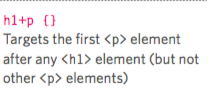 h1+p {}
Targets the first <p> element
after any <h1> element (but not
other <p> elements)